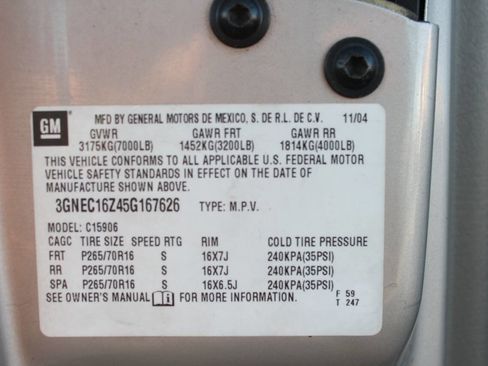 GM
MFD BY GENERAL MOTORS DE MEXICO, S. DE R.L. DE C.V. 11/04
GVWR GAWR FRT GAWR RR
3175KG(7000LB) 1452KG(3200LB) 1814KG(4000LB)
THIS VEHICLE CONFORMS TO ALL APPLICABLE U.S. FEDERAL MOTOR
VEHICLE SAFETY STANDARDS IN EFFECT ON THE DATE OF
MANUFACTURE SHOWN ABOVE.
3GNEC16Z45G167626 TYPE: M.P.V.
MODEL: C15906
CAGC TIRE SIZE SPEED RTG RIM COLD TIRE PRESSURE
FRT P265/70R16 S 16X7J 240KPA(35PSI)
RR P265/70R16 S 16X7J 240KPA(35PSI)
SPA P265/70R16 S 16X6.5J 240KPA(35PSI)
SEE OWNER'S MANUAL FOR MORE INFORMATION. F 59
T 247